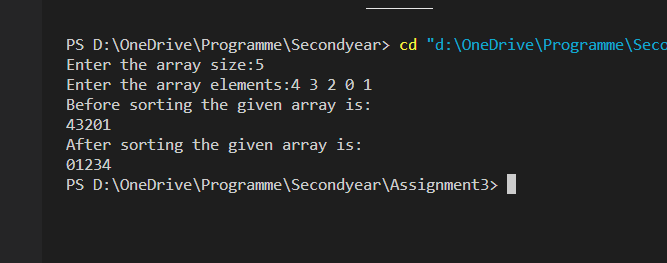 PS D:\OneDrive\Programme\Secondyear> cd "d:\OneDrive\Programme\Seco
Enter the array size:5
Enter the array elements:4 3 2 0 1
Before sorting the given array is:
43201
After sorting the given array is:
01234
PS D:\OneDrive\Programme\Secondyear\Assignment3>